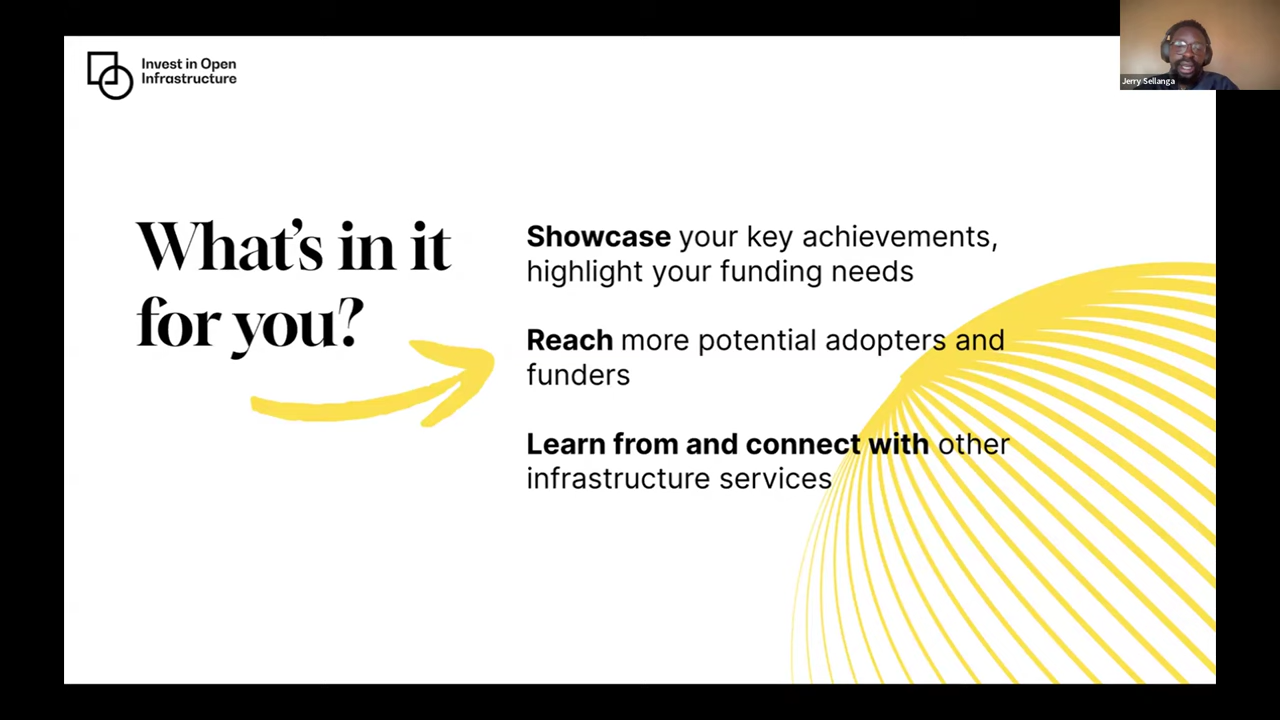 Invest in Open
Infrastructure
Jerry Sellanga
What's in it
for you?
Showcase your key achievements,
highlight your funding needs
Reach more potential adopters and
funders
Learn from and connect with other
infrastructure services